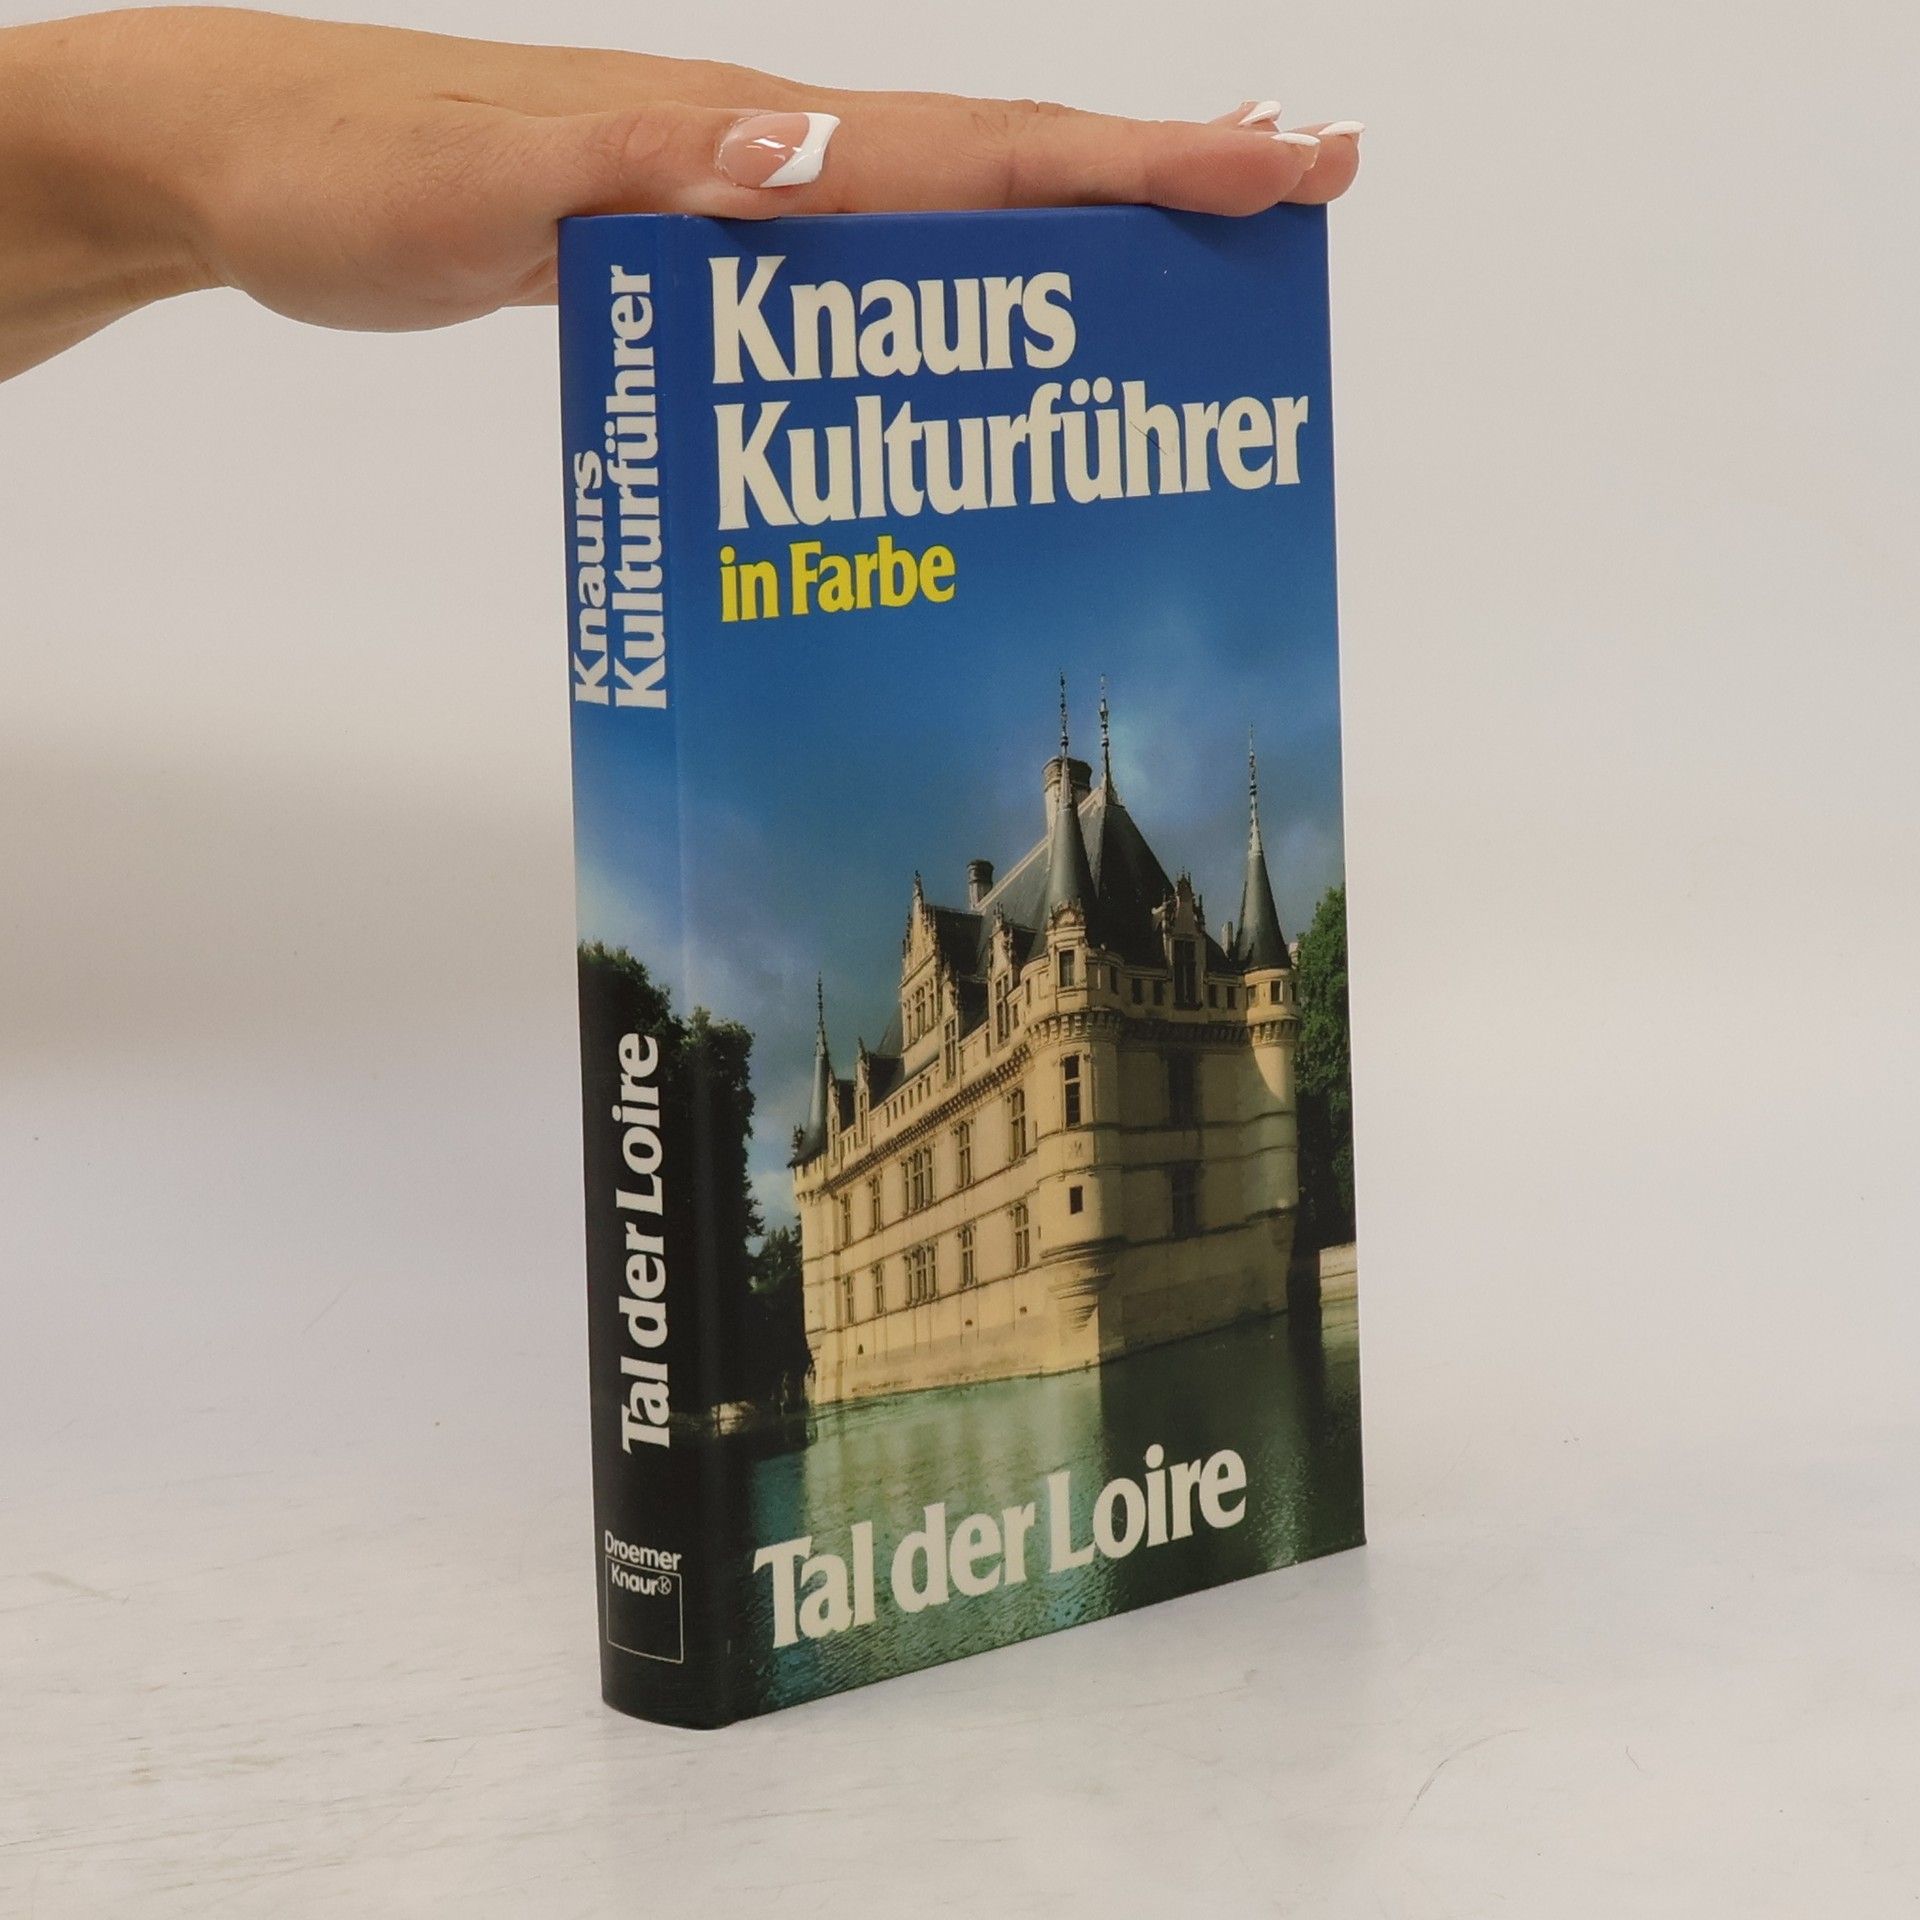 Knaurs
Kulturführer
Tal der Loire
Droemer
Knaur®
Knaurs
Kulturführer
in Farbe
Tal der Loire